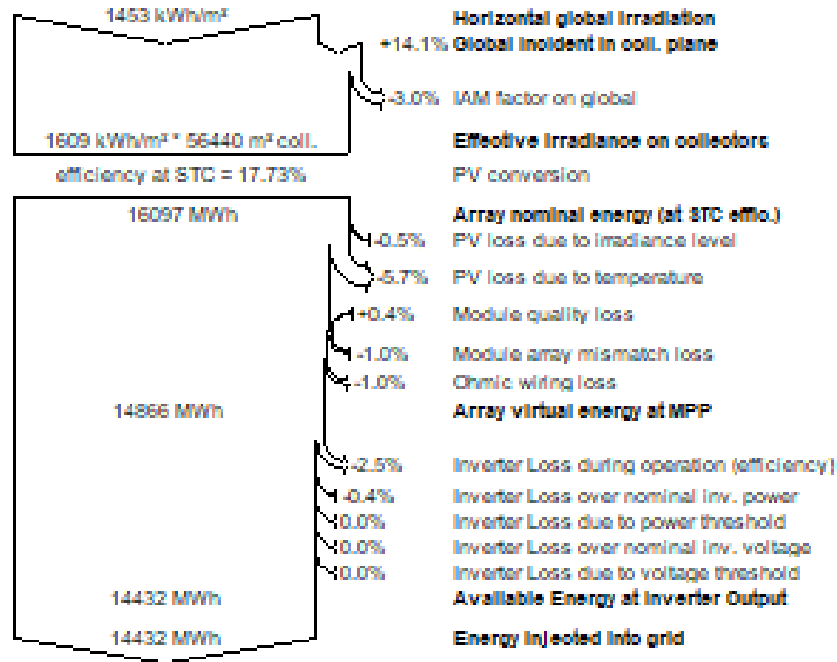 1453 kWh/m² Horizontal global irradiation
+14.1% Global incident in coll. plane
-3.0% IAM factor on global
1609 kWh/m² * 56440 m² coll. Effective irradiance on collectors
efficiency at STC = 17.73% PV conversion
16097 MWh Array nominal energy (at STC effic.)
-0.5% PV loss due to irradiance level
-5.7% PV loss due to temperature
+0.4% Module quality loss
-1.0% Module array mismatch loss
-1.0% Ohmic wiring loss
14866 MWh Array virtual energy at MPP
-2.5% Inverter Loss during operation (efficiency)
-0.4% Inverter Loss over nominal inv. power
0.0% Inverter Loss due to power threshold
0.0% Inverter Loss over nominal inv. voltage
0.0% Inverter Loss due to voltage threshold
14432 MWh Available Energy at Inverter Output
14432 MWh Energy injected into grid